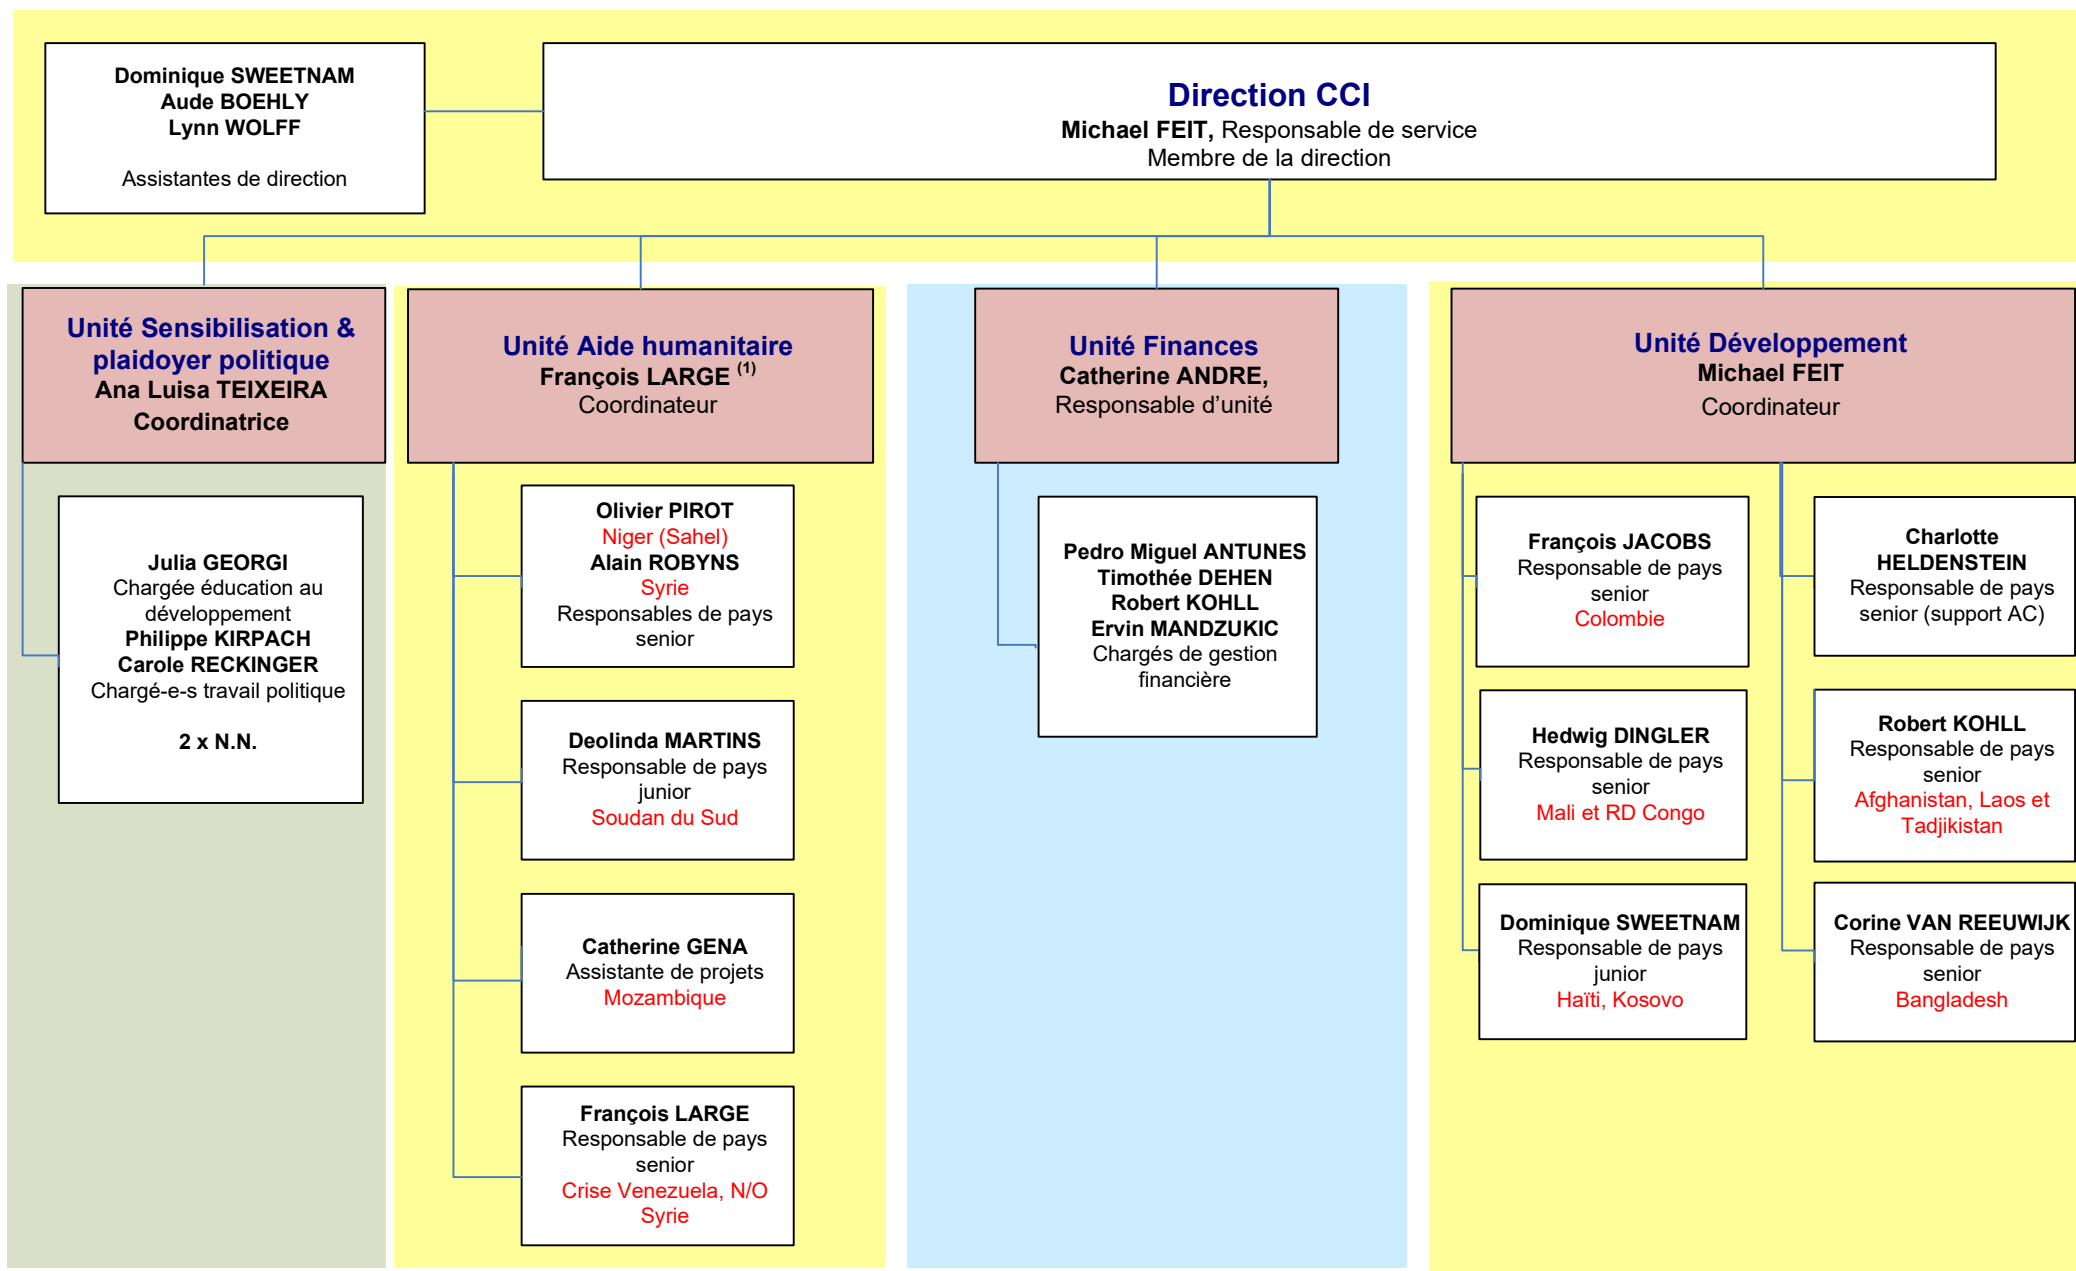 Dominique SWEETNAM
Aude BOEHLY
Lynn WOLFF
Assistantes de direction
Direction CCI
Michael FEIT, Responsable de service
Membre de la direction
Unité Sensibilisation &
plaidoyer politique
Ana Luisa TEIXEIRA
Coordinatrice
Julia GEORGI
Chargée éducation au
développement
Philippe KIRPACH
Carole RECKINGER
Chargé-e-s travail politique
2 x N.N.
Unité Aide humanitaire
François LARGE (1)
Coordinateur
Olivier PIROT
Niger (Sahel)
Alain ROBYNS
Syrie
Responsables de pays
senior
Deolinda MARTINS
Responsable de pays
junior
Soudan du Sud
Catherine GENA
Assistante de projets
Mozambique
François LARGE
Responsable de pays
senior
Crise Venezuela, N/O
Syrie
Unité Finances
Catherine ANDRE,
Responsable d’unité
Pedro Miguel ANTUNES
Timothée DEHEN
Robert KOHLL
Ervin MANDZUKIC
Chargés de gestion
financière
Unité Développement
Michael FEIT
Coordinateur
François JACOBS
Responsable de pays
senior
Colombie
Hedwig DINGLER
Responsable de pays
senior
Mali et RD Congo
Dominique SWEETNAM
Responsable de pays
junior
Haïti, Kosovo
Charlotte
HELDENSTEIN
Responsable de pays
senior (support AC)
Robert KOHLL
Responsable de pays
senior
Afghanistan, Laos et
Tadjikistan
Corine VAN REEUWIJK
Responsable de pays
senior
Bangladesh